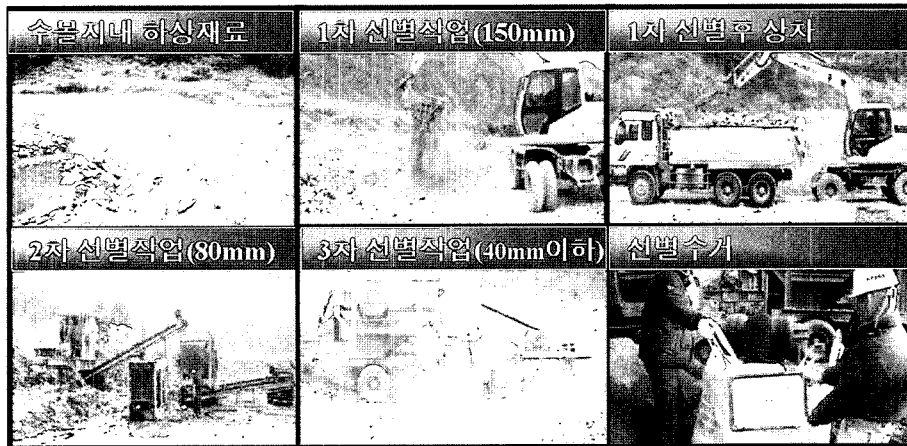 수몰지내 하상재료
1차 선별작업(150mm)
1차 선별후 상차
2차 선별작업(80mm)
3차 선별작업(40mm이하)
선별수거